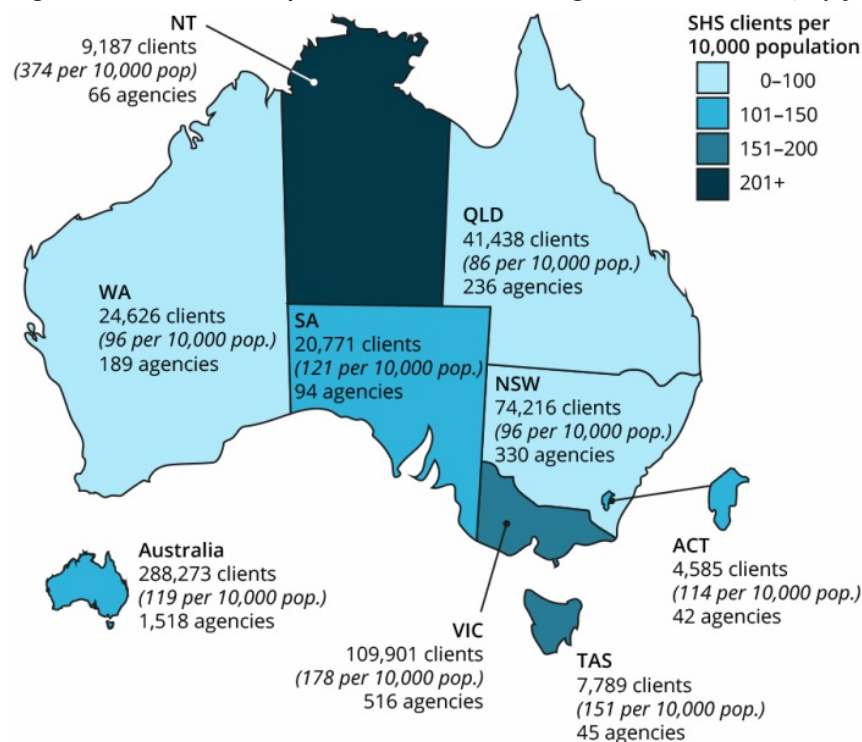 NT
9,187 clients
(374 per 10,000 pop)
66 agencies
SHS clients per
10,000 population
0–100
101–150
151–200
201+
QLD
41,438 clients
(86 per 10,000 pop.)
236 agencies
WA
24,626 clients
(96 per 10,000 pop.)
189 agencies
SA
20,771 clients
(121 per 10,000 pop.)
94 agencies
NSW
74,216 clients
(96 per 10,000 pop.)
330 agencies
Australia
288,273 clients
(119 per 10,000 pop.)
1,518 agencies
ACT
4,585 clients
(114 per 10,000 pop.)
42 agencies
VIC
109,901 clients
(178 per 10,000 pop.)
516 agencies
TAS
7,789 clients
(151 per 10,000 pop.)
45 agencies